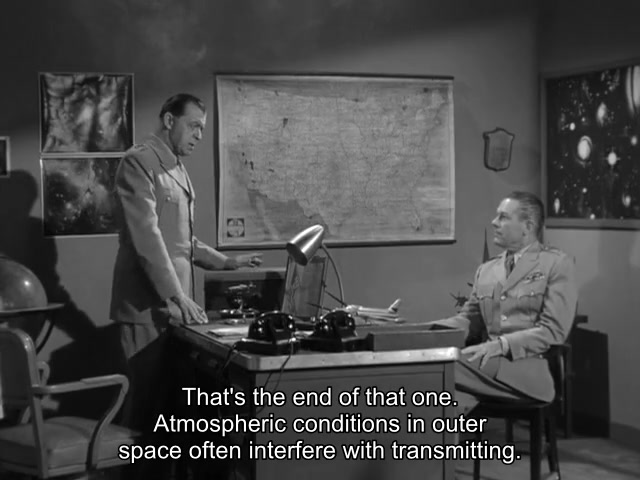 That's the end of that one.
Atmospheric conditions in outer
space often interfere with transmitting.